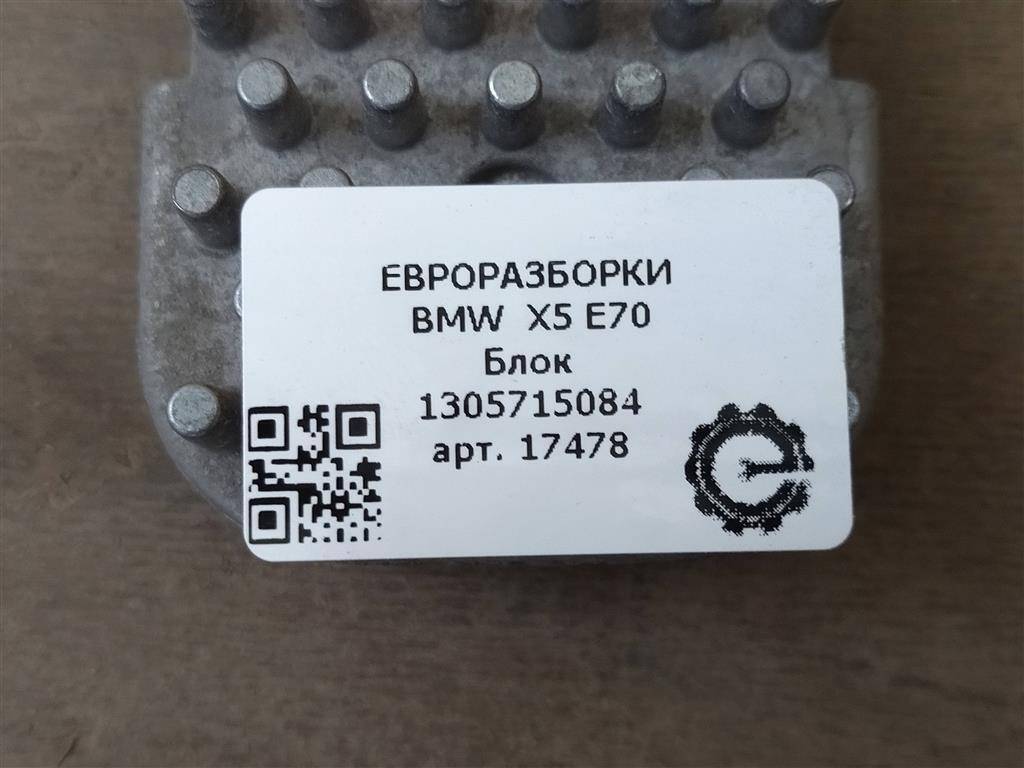 ЕВРОРАЗБОРКИ
BMW X5 E70
Блок
1305715084
арт. 17478